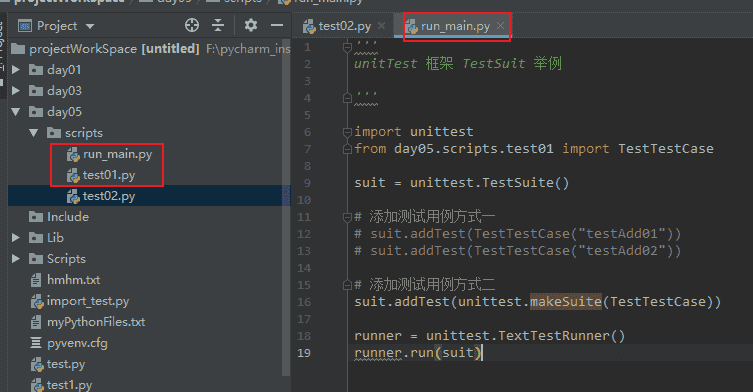 projectWorkSpace
day05
scripts
run_main.py
Project
projectWorkSpace [untitled] F:\pycharm_ins
day01
day03
day05
scripts
run_main.py
test01.py
test02.py
Include
Lib
Scripts
hmhm.txt
import_test.py
myPythonFiles.txt
pyvenv.cfg
test.py
test1.py
test02.py
run_main.py
1 '''
2 unitTest 框架 TestSuit 举例
3
4 '''
5
6 import unittest
7 from day05.scripts.test01 import TestTestCase
8
9 suit = unittest.TestSuite()
10
11 # 添加测试用例方式一
12 # suit.addTest(TestTestCase("testAdd01"))
13 # suit.addTest(TestTestCase("testAdd02"))
14
15 # 添加测试用例方式二
16 suit.addTest(unittest.makeSuite(TestTestCase))
17
18 runner = unittest.TextTestRunner()
19 runner.run(suit)